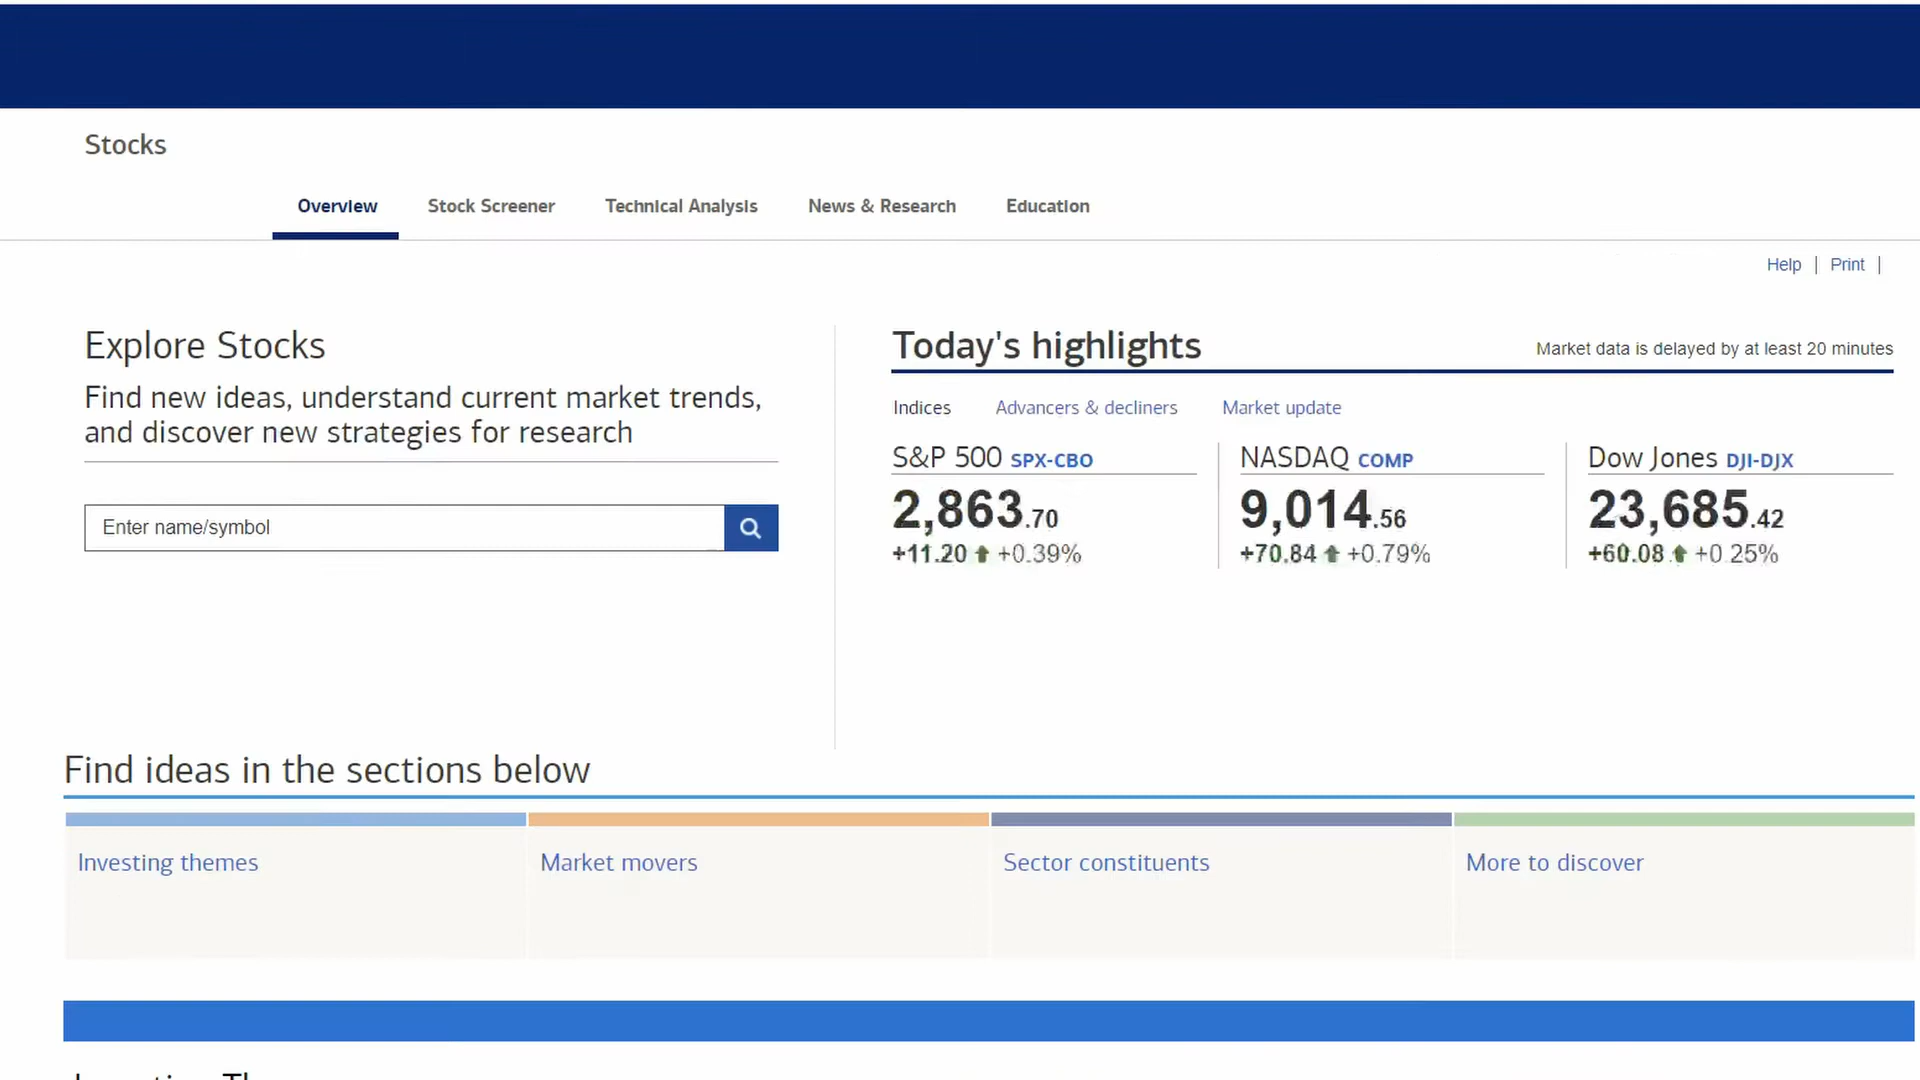 Stocks
Overview
Stock Screener
Technical Analysis
News & Research
Education
Help | Print |
Explore Stocks
Find new ideas, understand current market trends,
and discover new strategies for research
Enter name/symbol
Today's highlights
Market data is delayed by at least 20 minutes
Indices
Advancers & decliners
Market update
S&P 500 SPX-CBO
2,863.70
+11.20 +0.39%
NASDAQ COMP
9,014.56
+70.84 +0.79%
Dow Jones DJI-DJX
23,685.42
+60.08 +0.25%
Find ideas in the sections below
Investing themes
Market movers
Sector constituents
More to discover